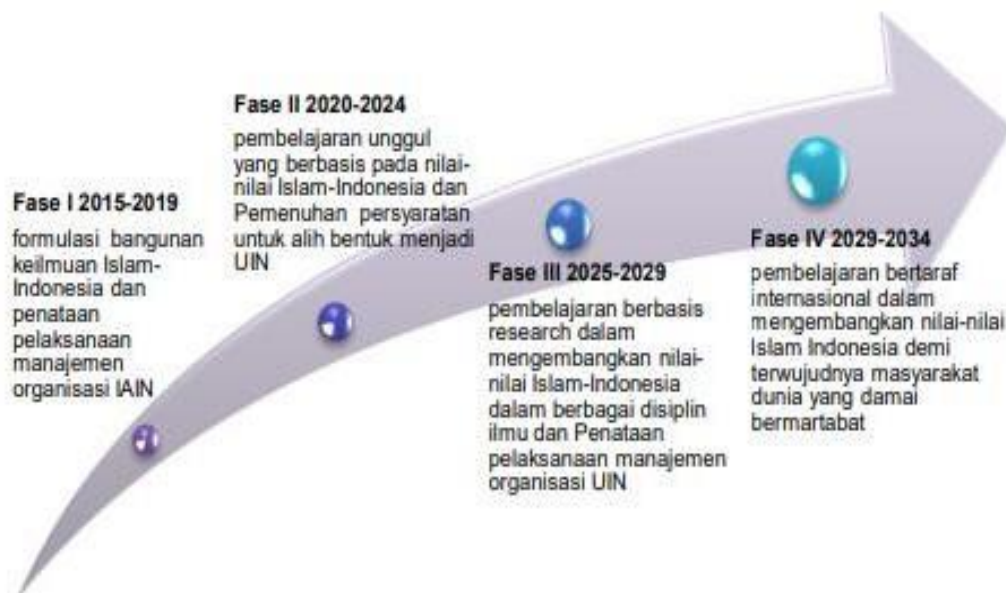 Fase I 2015-2019
formulasi bangunan
keilmuan Islam-
Indonesia dan
penataan
pelaksanaan
manajemen
organisasi IAIN
Fase II 2020-2024
pembelajaran unggul
yang berbasis pada nilai-
nilai Islam-Indonesia dan
Pemenuhan persyaratan
untuk alih bentuk menjadi
UIN
Fase III 2025-2029
pembelajaran berbasis
research dalam
mengembangkan nilai-
nilai Islam-Indonesia
dalam berbagai disiplin
ilmu dan Penataan
pelaksanaan manajemen
organisasi UIN
Fase IV 2029-2034
pembelajaran bertaraf
internasional dalam
mengembangkan nilai-nilai
Islam Indonesia demi
terwujudnya masyarakat
dunia yang damai
bermartabat